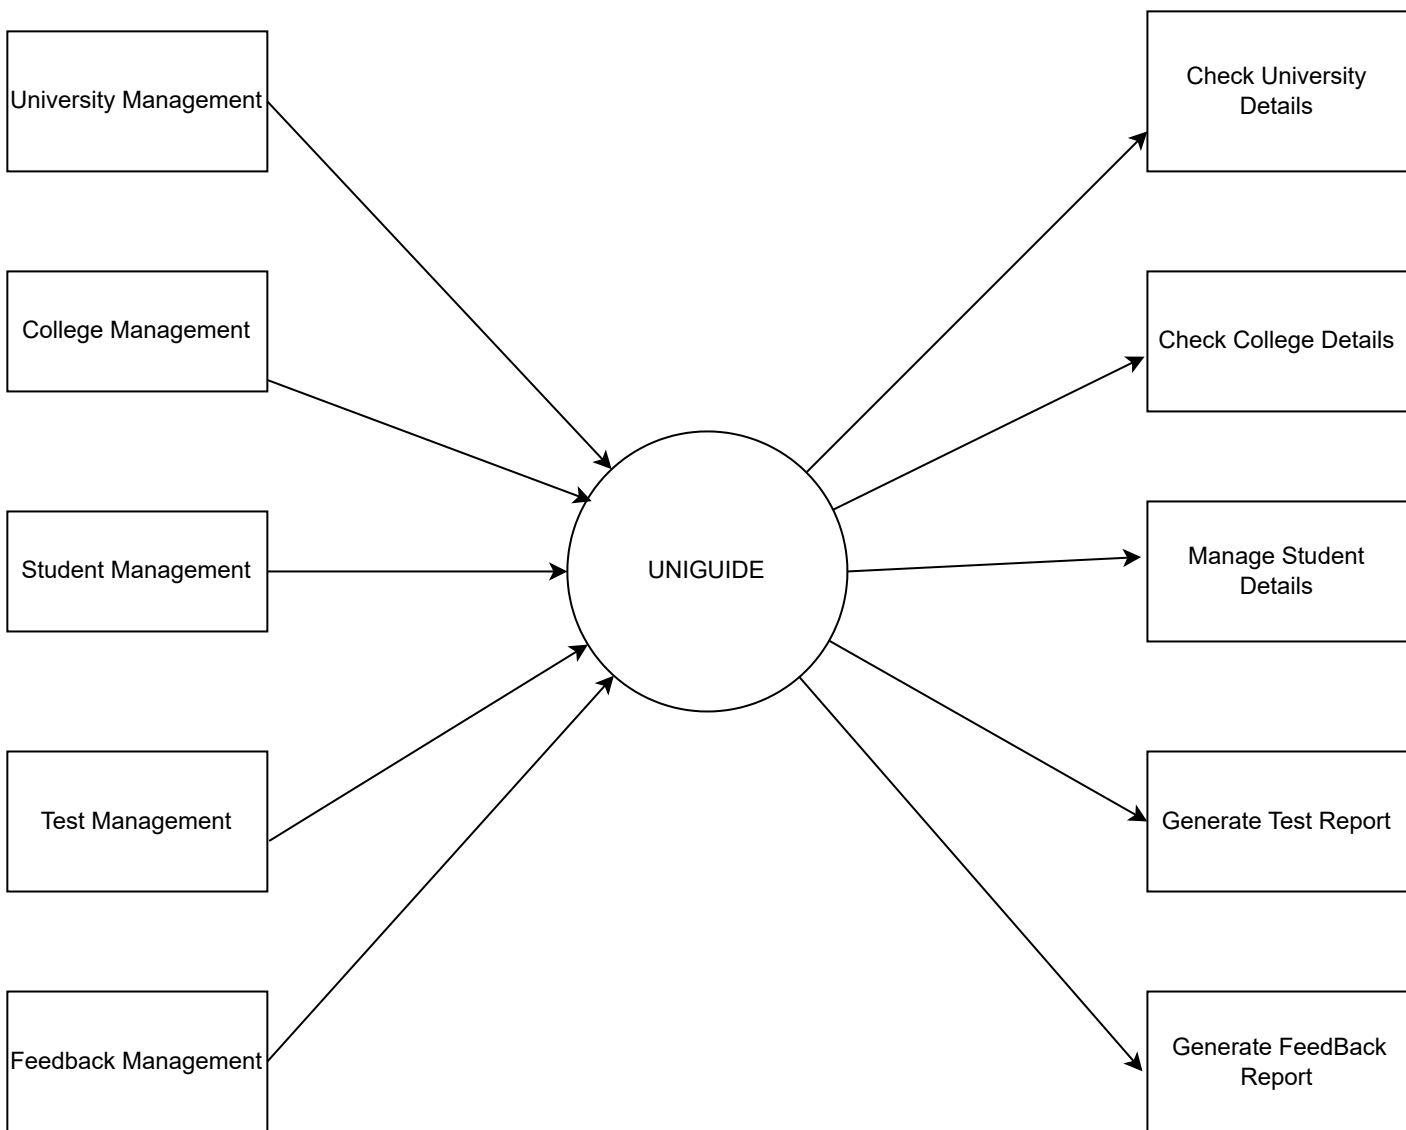 University Management
College Management
Student Management
Test Management
Feedback Management
UNIGUIDE
Check University
Details
Check College Details
Manage Student
Details
Generate Test Report
Generate FeedBack
Report